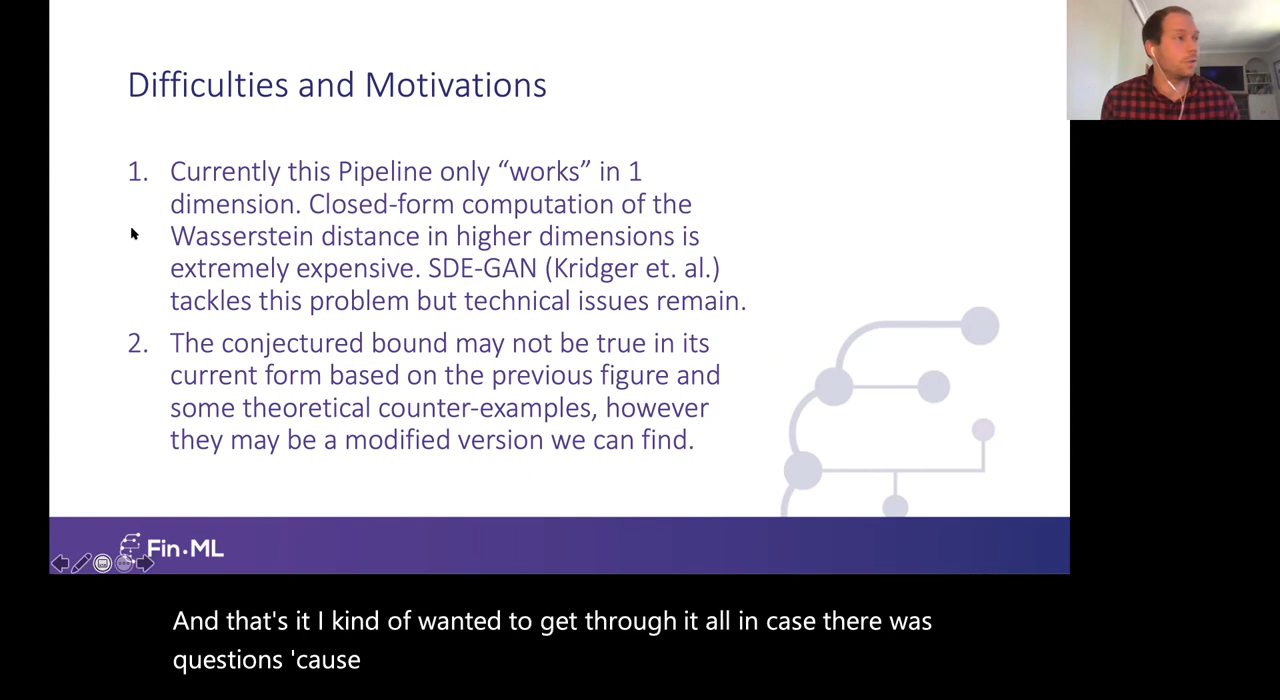 Difficulties and Motivations
1. Currently this Pipeline only “works” in 1
dimension. Closed-form computation of the
Wasserstein distance in higher dimensions is
extremely expensive. SDE-GAN (Kridger et. al.)
tackles this problem but technical issues remain.
2. The conjectured bound may not be true in its
current form based on the previous figure and
some theoretical counter-examples, however
they may be a modified version we can find.
Fin·ML
And that's it I kind of wanted to get through it all in case there was
questions 'cause